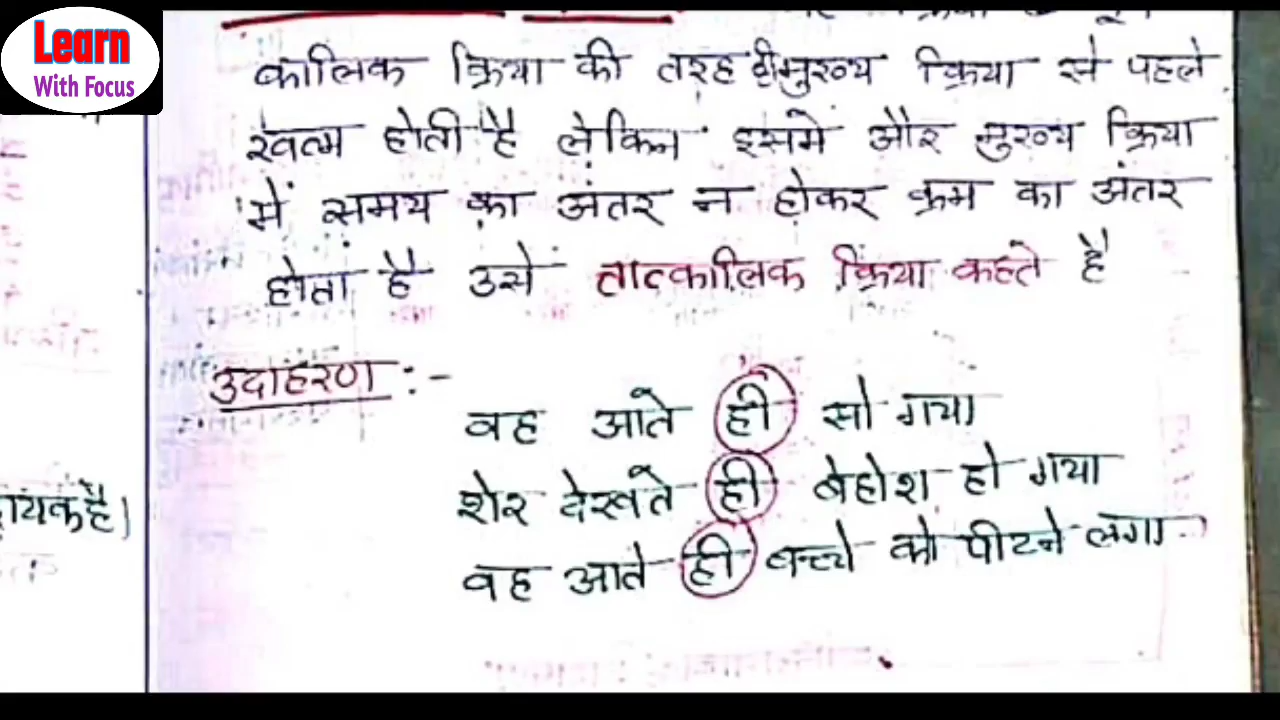 Learn
With Focus
कालिक क्रिया की तरह ही मुख्य क्रिया से पहले
खत्म होती है लेकिन इसमे और मुख्य क्रिया
में समय का अंतर न होकर क्रम का अंतर
होता है उसे तात्कालिक क्रिया कहते है
उदाहरण :-
वह आते ही सो गया
शेर देखते ही बेहोश हो गया
वह आते ही बच्चे को पीटने लगा